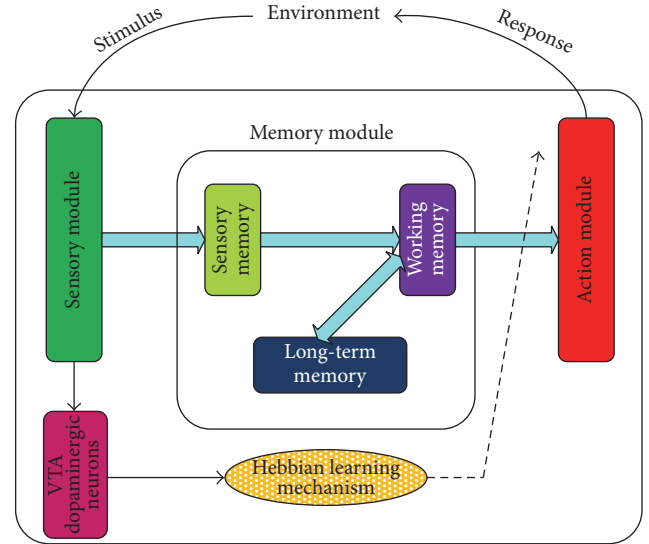 Environment
Stimulus
Response
Memory module
Sensory module
Sensory
memory
Working
memory
Action module
Long-term
memory
VTA
dopaminergic
neurons
Hebbian learning
mechanism